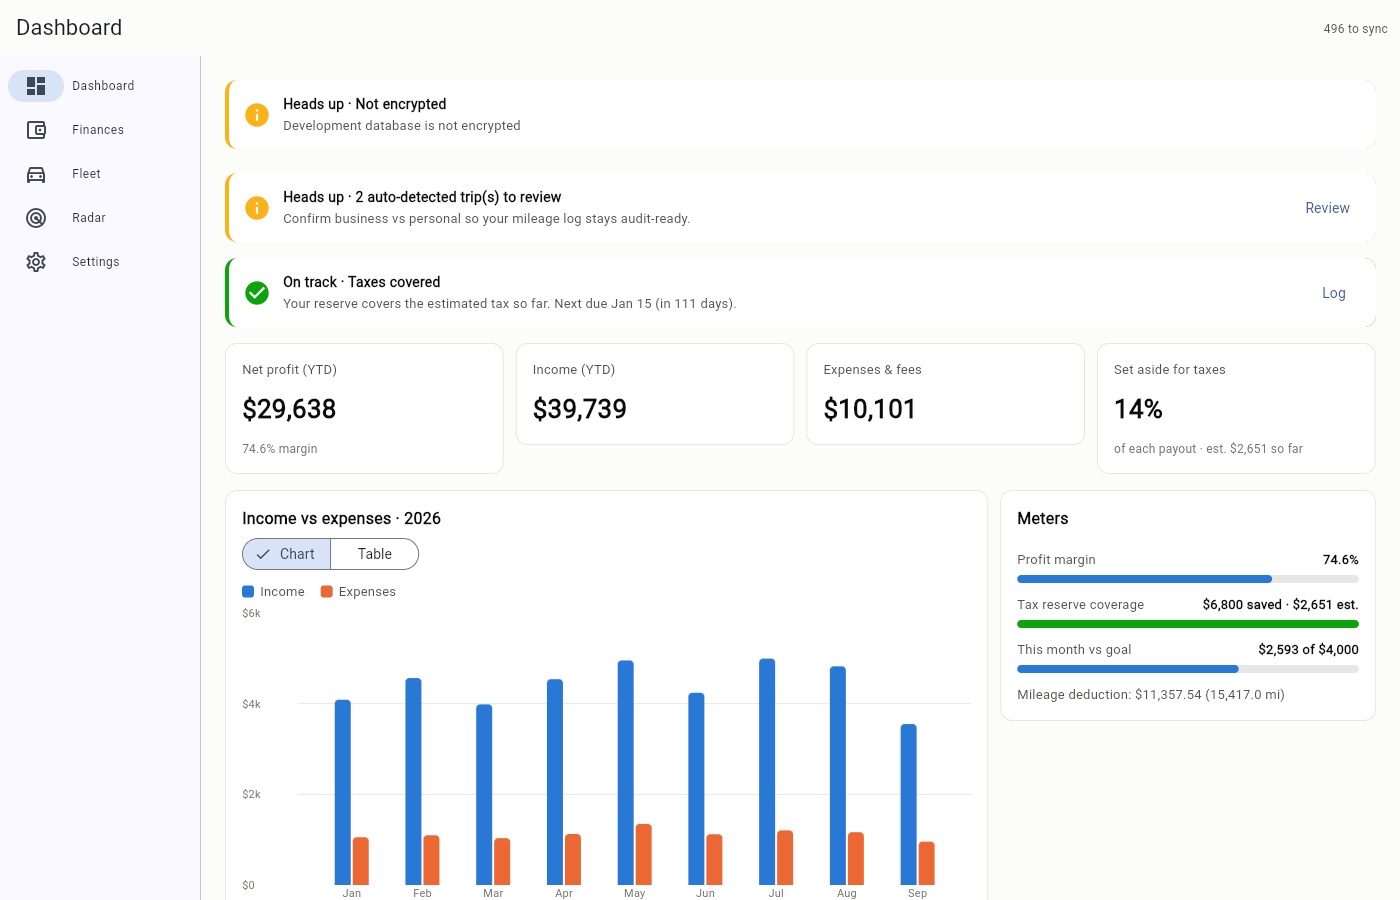 Dashboard
496 to sync
Dashboard
Finances
Fleet
Radar
Settings
Heads up · Not encrypted
Development database is not encrypted
Heads up · 2 auto-detected trip(s) to review
Confirm business vs personal so your mileage log stays audit-ready.
Review
On track · Taxes covered
Your reserve covers the estimated tax so far. Next due Jan 15 (in 111 days).
Log
Net profit (YTD)
$29,638
74.6% margin
Income (YTD)
$39,739
Expenses & fees
$10,101
Set aside for taxes
14%
of each payout · est. $2,651 so far
Income vs expenses · 2026
Chart
Table
Income
Expenses
$6k
$4k
$2k
$0
Jan
Feb
Mar
Apr
May
Jun
Jul
Aug
Sep
Meters
Profit margin
74.6%
Tax reserve coverage
$6,800 saved · $2,651 est.
This month vs goal
$2,593 of $4,000
Mileage deduction: $11,357.54 (15,417.0 mi)